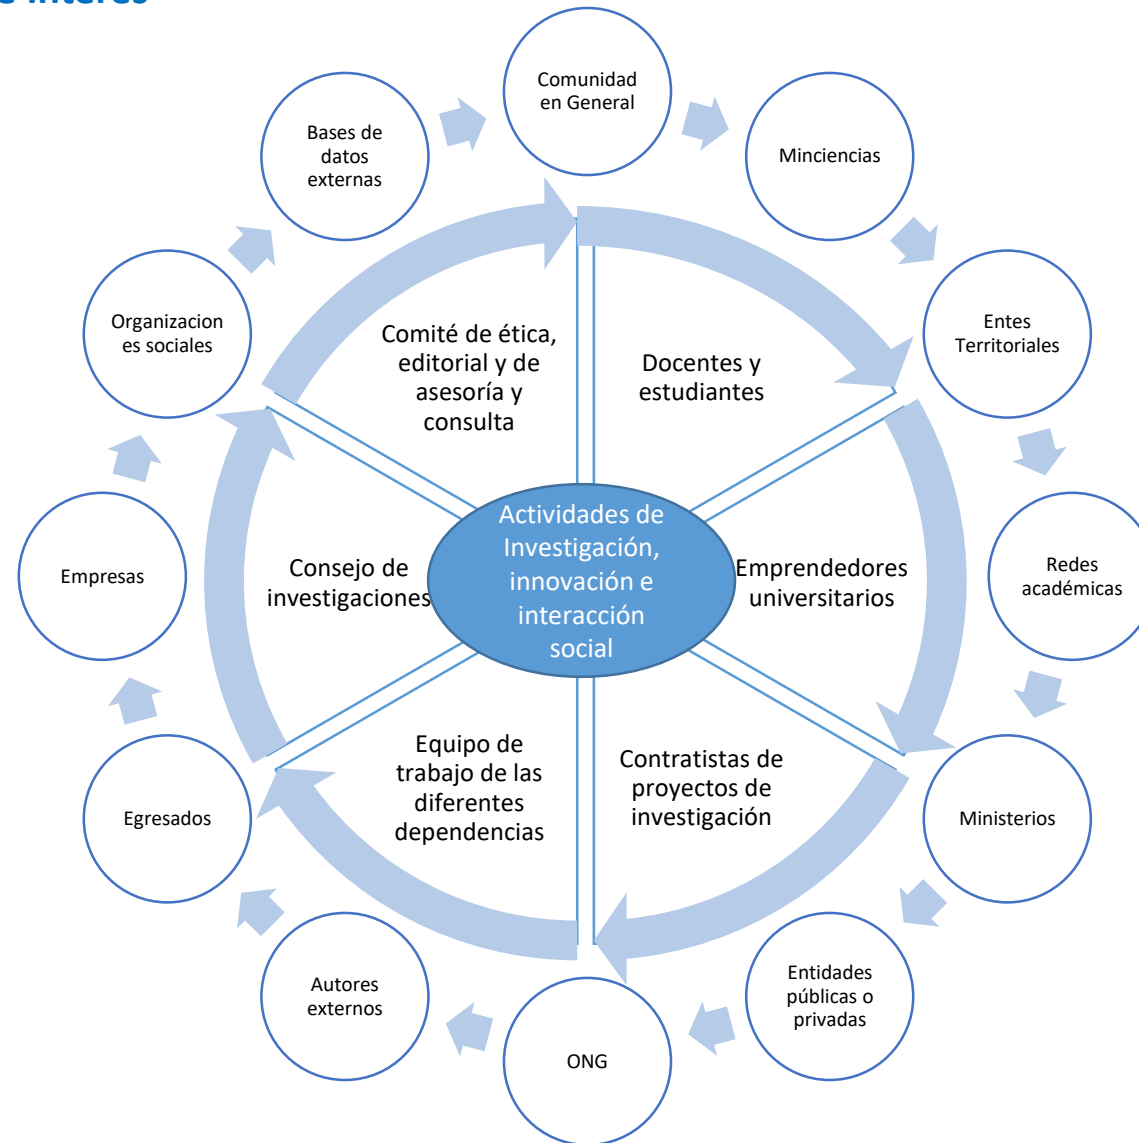 e interés
Comunidad
en General
Minciencias
Entes
Territoriales
Redes
académicas
Ministerios
Entidades
públicas o
privadas
ONG
Autores
externos
Egresados
Empresas
Organizacion
es sociales
Bases de
datos
externas
Comité de ética,
editorial y de
asesoría y
consulta
Docentes y
estudiantes
Emprendedores
universitarios
Contratistas de
proyectos de
investigación
Equipo de
trabajo de las
diferentes
dependencias
Consejo de
investigaciones
Actividades de
Investigación,
innovación e
interacción
social